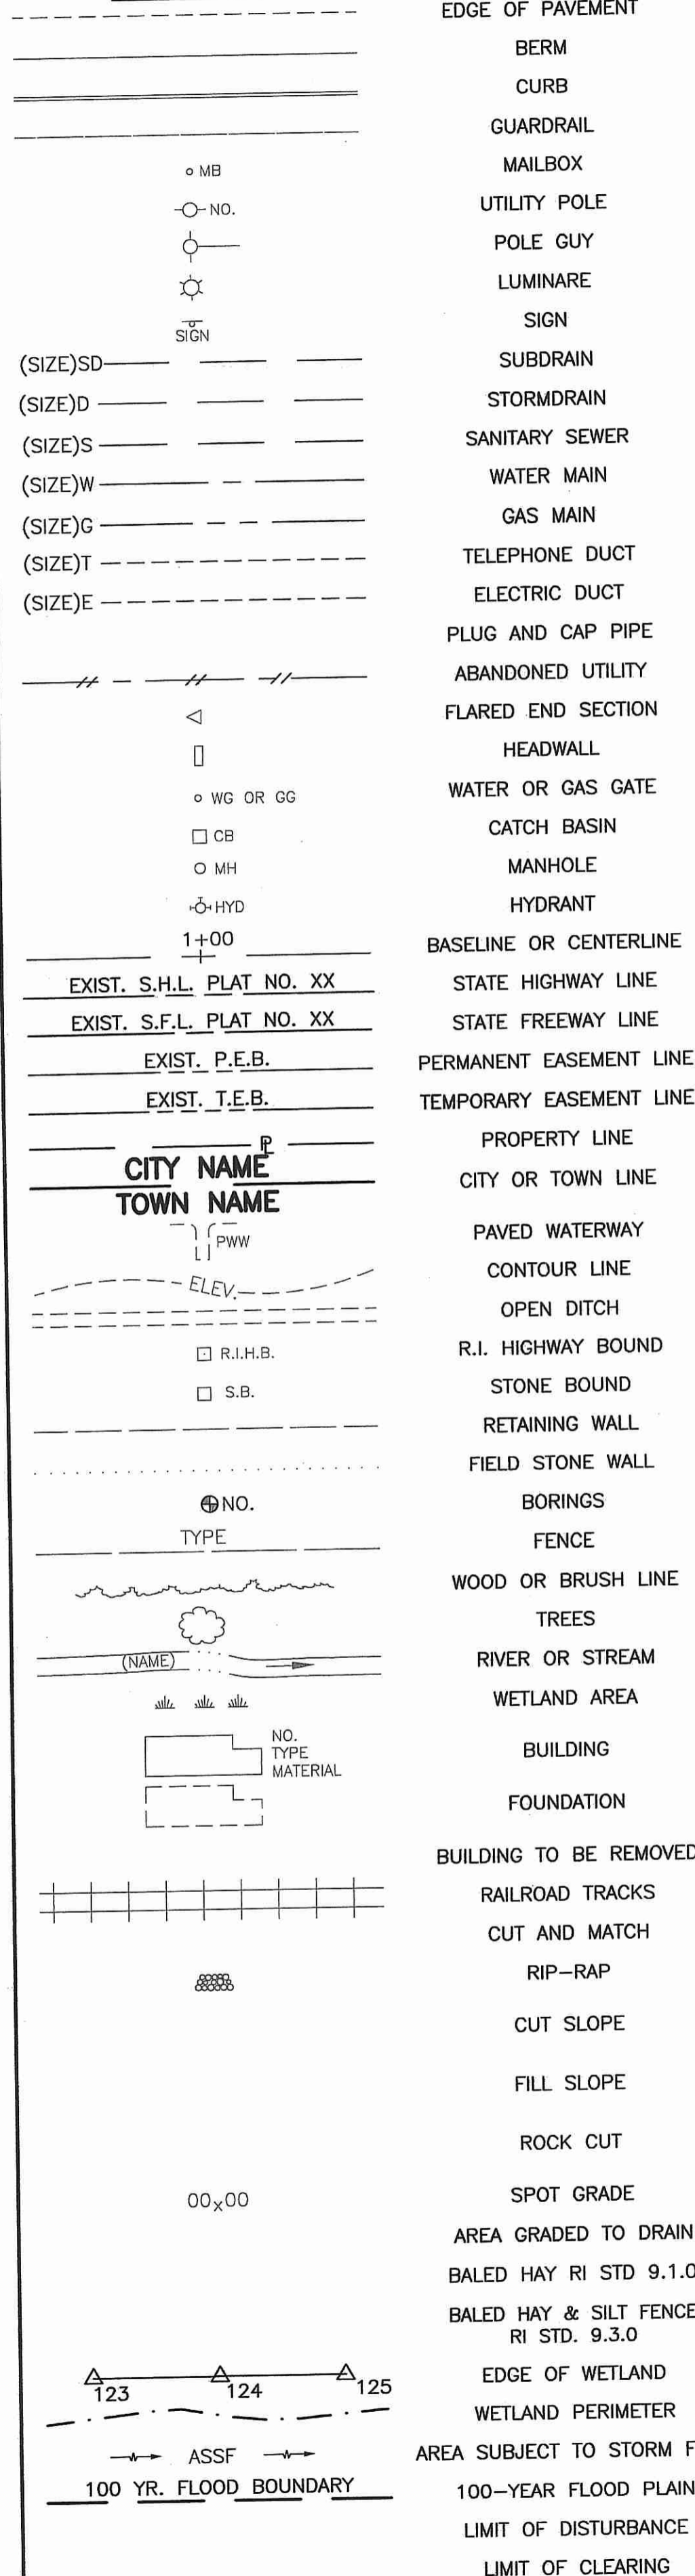 EDGE OF PAVEMENT
BERM
CURB
GUARDRAIL
MB MAILBOX
NO. UTILITY POLE
POLE GUY
LUMINARE
SIGN SIGN
(SIZE)SD SUBDRAIN
(SIZE)D STORMDRAIN
(SIZE)S SANITARY SEWER
(SIZE)W WATER MAIN
(SIZE)G GAS MAIN
(SIZE)T TELEPHONE DUCT
(SIZE)E ELECTRIC DUCT
PLUG AND CAP PIPE
ABANDONED UTILITY
FLARED END SECTION
HEADWALL
WG OR GG WATER OR GAS GATE
CB CATCH BASIN
MH MANHOLE
HYD HYDRANT
1+00 BASELINE OR CENTERLINE
EXIST. S.H.L. PLAT NO. XX STATE HIGHWAY LINE
EXIST. S.F.L. PLAT NO. XX STATE FREEWAY LINE
EXIST. P.E.B. PERMANENT EASEMENT LINE
EXIST. T.E.B. TEMPORARY EASEMENT LINE
PL PROPERTY LINE
CITY NAME CITY OR TOWN LINE
TOWN NAME
PWW PAVED WATERWAY
ELEV. CONTOUR LINE
OPEN DITCH
R.I.H.B. R.I. HIGHWAY BOUND
S.B. STONE BOUND
RETAINING WALL
FIELD STONE WALL
NO. BORINGS
TYPE FENCE
WOOD OR BRUSH LINE
TREES
(NAME) RIVER OR STREAM
WETLAND AREA
NO.
TYPE BUILDING
MATERIAL
FOUNDATION
BUILDING TO BE REMOVED
RAILROAD TRACKS
CUT AND MATCH
RIP-RAP
CUT SLOPE
FILL SLOPE
ROCK CUT
00x00 SPOT GRADE
AREA GRADED TO DRAIN
BALED HAY RI STD 9.1.0
BALED HAY & SILT FENCE
RI STD. 9.3.0
123 124 125 EDGE OF WETLAND
WETLAND PERIMETER
ASSF AREA SUBJECT TO STORM F
100 YR. FLOOD BOUNDARY 100-YEAR FLOOD PLAIN
LIMIT OF DISTURBANCE
LIMIT OF CLEARING